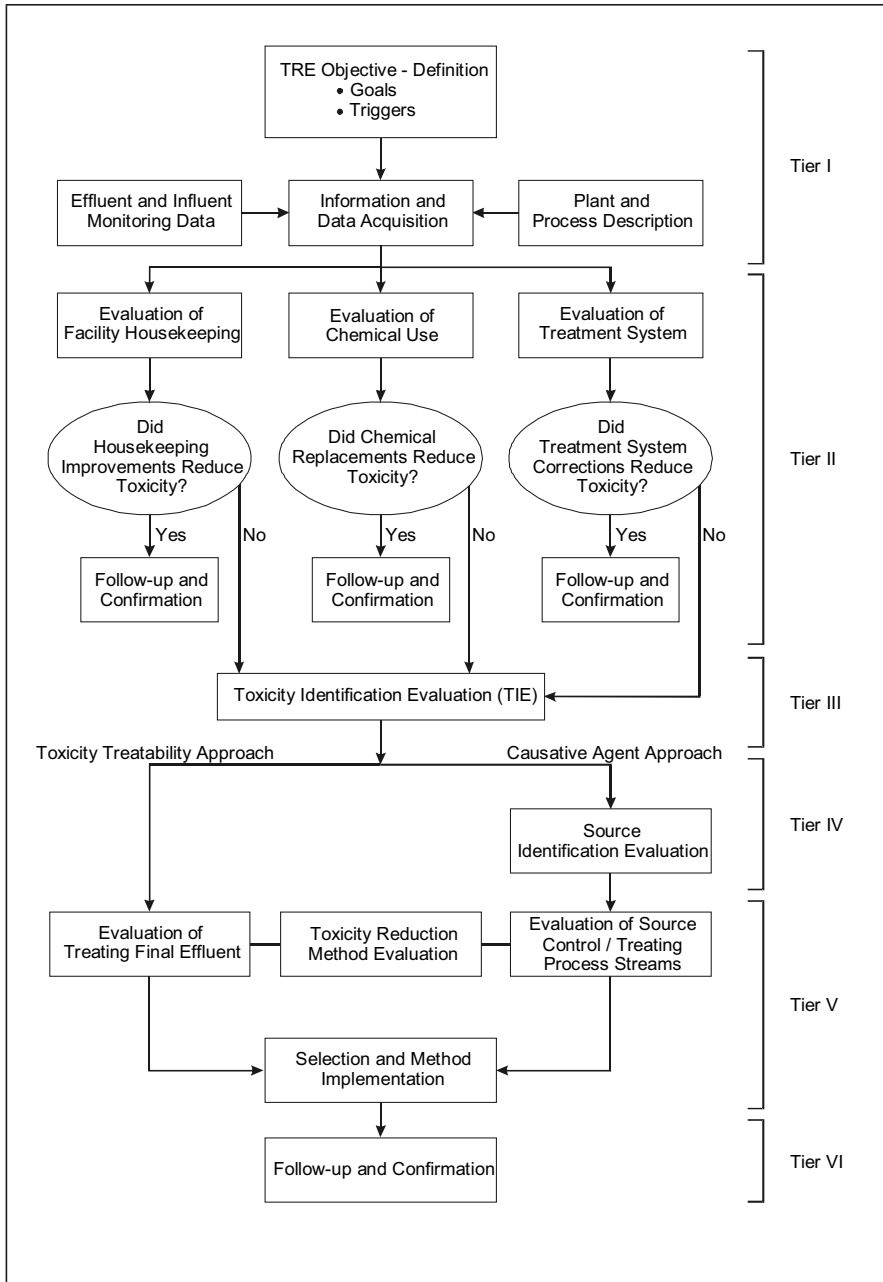 TRE Objective - Definition
• Goals
• Triggers
Tier I
Effluent and Influent
Monitoring Data
Information and
Data Acquisition
Plant and
Process Description
Evaluation of
Facility Housekeeping
Evaluation of
Chemical Use
Evaluation of
Treatment System
Did
Housekeeping
Improvements Reduce
Toxicity?
Did Chemical
Replacements Reduce
Toxicity?
Did
Treatment System
Corrections Reduce
Toxicity?
Tier II
Yes
No
Yes
No
Yes
No
Follow-up and
Confirmation
Follow-up and
Confirmation
Follow-up and
Confirmation
Toxicity Identification Evaluation (TIE)
Tier III
Toxicity Treatability Approach
Causative Agent Approach
Source
Identification Evaluation
Tier IV
Evaluation of
Treating Final Effluent
Toxicity Reduction
Method Evaluation
Evaluation of Source
Control / Treating
Process Streams
Tier V
Selection and Method
Implementation
Follow-up and Confirmation
Tier VI